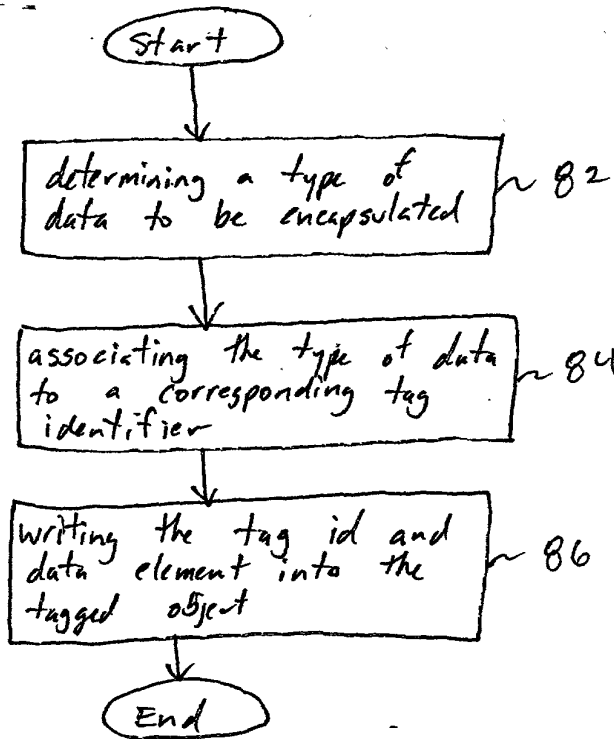 Start
determining a type of
data to be encapsulated
82
associating the type of data
to a corresponding tag
identifier
84
writing the tag id and
data element into the
tagged object
86
End